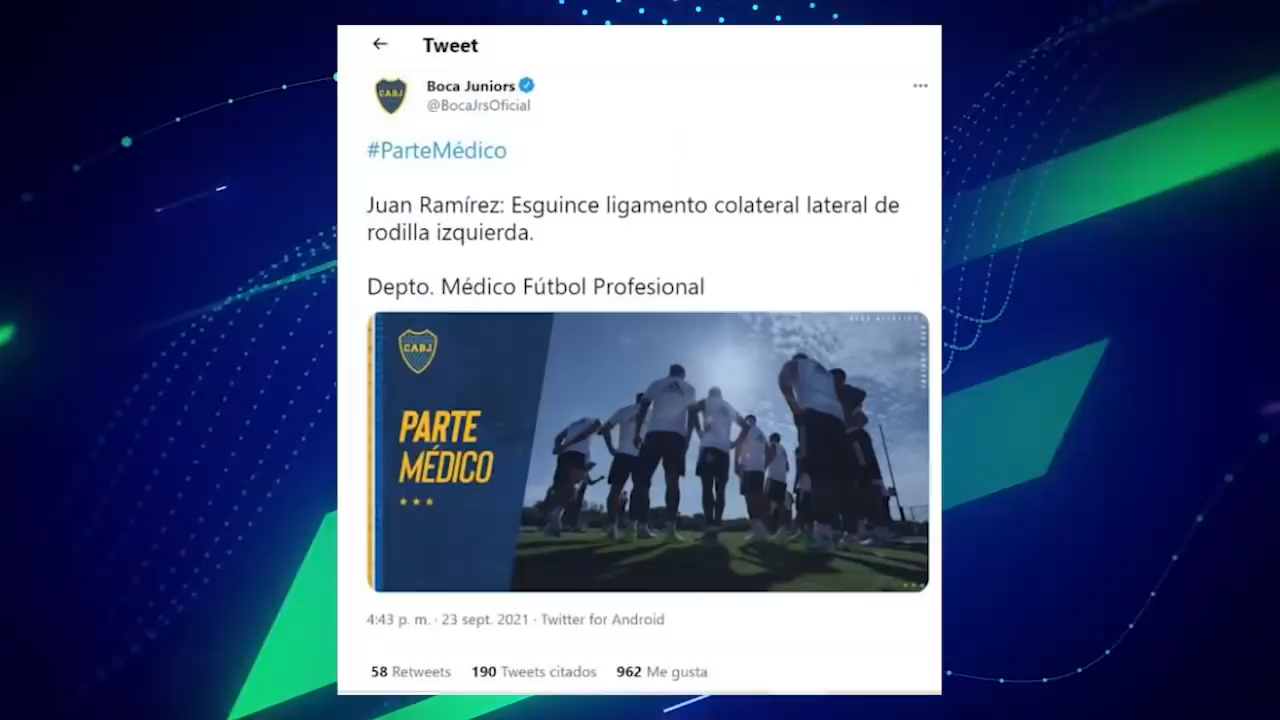 Tweet
CABJ
Boca Juniors
@BocaJrsOficial
#ParteMédico
Juan Ramírez: Esguince ligamento colateral lateral de
rodilla izquierda.
Depto. Médico Fútbol Profesional
CABJ
PARTE
MÉDICO
4:43 p. m. · 23 sept. 2021 · Twitter for Android
58 Retweets 190 Tweets citados 962 Me gusta